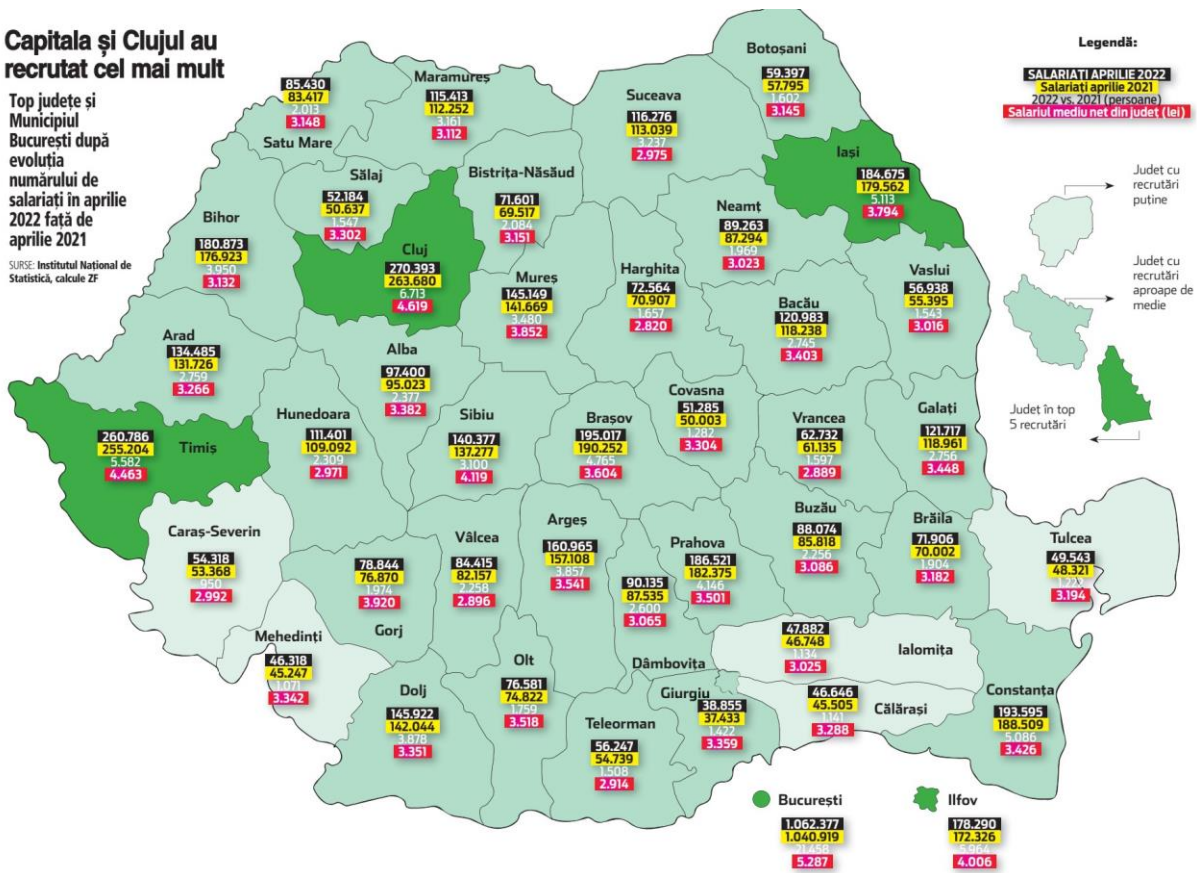 Capitala și Clujul au
recrutat cel mai mult
Top județe și
Municipiul
București după
evoluția
numărului de
salariați în aprilie
2022 față de
aprilie 2021
SURSE: Institutul Național de
Statistică, calcule ZF
Legendă:
SALARIATI APRILIE 2022
Salariați aprilie 2021
2022 vs. 2021 (persoane)
Salariul mediu net din județ (lei)
Județ cu
recrutări
puține
Județ cu
recrutări
aproape de
medie
Județ în top
5 recrutări
85.430
83.417
2.013
3.148
Satu Mare
Maramureș
115.413
112.252
3.161
3.112
Suceava
116.276
113.039
3.237
2.975
Botoșani
59.397
57.795
1.602
3.145
Iași
184.675
179.562
5.113
3.794
Bihor
180.873
176.923
3.950
3.132
Sălaj
52.184
50.637
1.547
3.302
Cluj
270.393
263.680
6.713
4.619
Bistrița-Năsăud
71.601
69.517
2.084
3.151
Mureș
145.149
141.669
3.480
3.852
Harghita
72.564
70.907
1.657
2.820
Neamț
89.263
87.294
1.969
3.023
Bacău
120.983
118.238
2.745
3.403
Vaslui
56.938
55.395
1.543
3.016
Arad
134.485
131.726
2.759
3.266
Alba
97.400
95.023
2.377
3.382
Timiș
260.786
255.204
5.582
4.463
Hunedoara
111.401
109.092
2.309
2.971
Sibiu
140.377
137.277
3.100
4.119
Brașov
195.017
190.252
4.765
3.604
Covasna
51.285
50.003
1.282
3.304
Vrancea
62.732
61.135
1.597
2.889
Galați
121.717
118.961
2.756
3.448
Caraș-Severin
54.318
53.368
950
2.992
78.844
76.870
1.974
3.920
Gorj
Vâlcea
84.415
82.157
2.258
2.896
Argeș
160.965
157.108
3.857
3.541
90.135
87.535
2.600
3.065
Dâmbovița
Prahova
186.521
182.375
4.146
3.501
Buzău
88.074
85.818
2.256
3.086
Brăila
71.906
70.002
1.904
3.182
Tulcea
49.543
48.321
1.222
3.194
Mehedinți
46.318
45.247
1.071
3.342
Dolj
145.922
142.044
3.878
3.351
Olt
76.581
74.822
1.759
3.518
Teleorman
56.247
54.739
1.508
2.914
Giurgiu
38.855
37.433
1.422
3.359
47.882
46.748
1.134
3.025
Ialomița
46.646
45.505
1.141
3.288
Călărași
Constanța
193.595
188.509
5.086
3.426
București
1.062.377
1.040.919
21.458
5.287
Ilfov
178.290
172.326
5.964
4.006